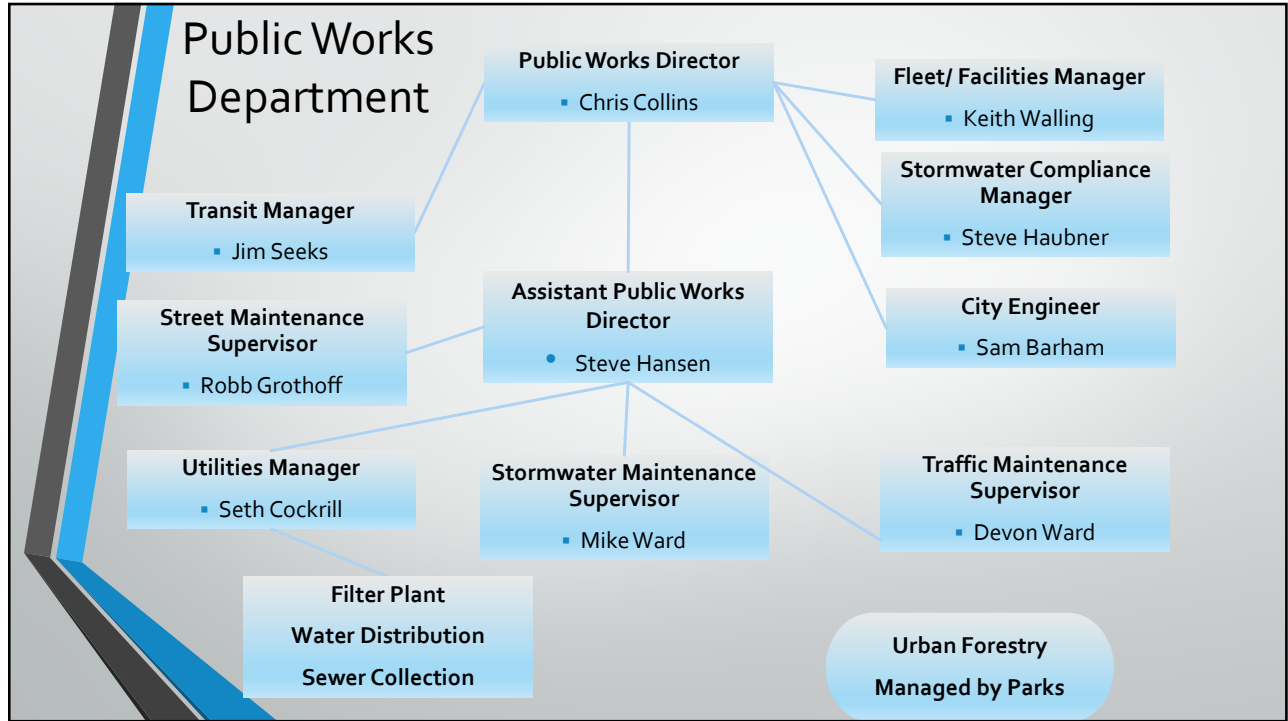 Public Works
Department
Public Works Director
▪ Chris Collins
Fleet/ Facilities Manager
▪ Keith Walling
Stormwater Compliance
Manager
▪ Steve Haubner
Transit Manager
▪ Jim Seeks
Assistant Public Works
Director
• Steve Hansen
City Engineer
▪ Sam Barham
Street Maintenance
Supervisor
▪ Robb Grothoff
Utilities Manager
▪ Seth Cockrill
Stormwater Maintenance
Supervisor
▪ Mike Ward
Traffic Maintenance
Supervisor
▪ Devon Ward
Filter Plant
Water Distribution
Sewer Collection
Urban Forestry
Managed by Parks